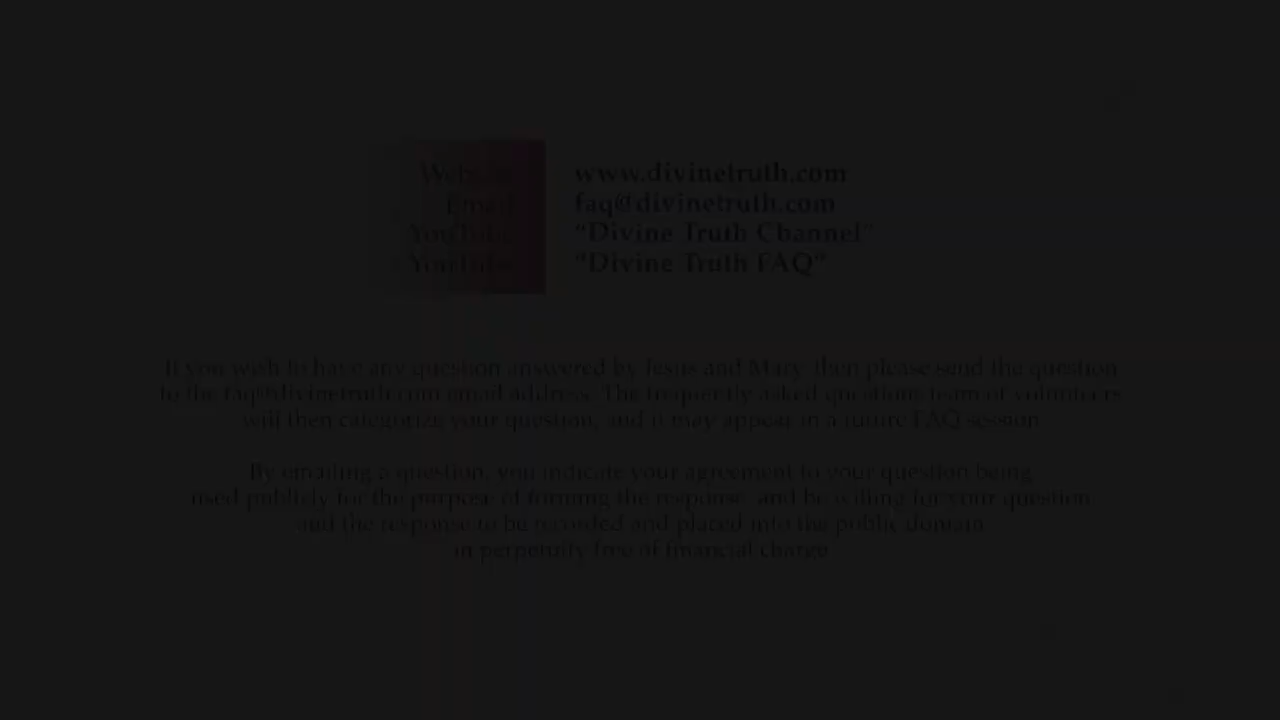 Website www.divinetruth.com
Email faq@divinetruth.com
YouTube "Divine Truth Channel"
YouTube "Divine Truth FAQ"
If you wish to have any question answered by Jesus and Mary, then please send the question
to the faq@divinetruth.com email address. The frequently asked questions team of volunteers
will then categorize your question, and it may appear in a future FAQ session.
By emailing a question, you indicate your agreement to your question being
used publicly for the purpose of forming the response, and be willing for your question
and the response to be recorded and placed into the public domain
in perpetuity free of financial charge.